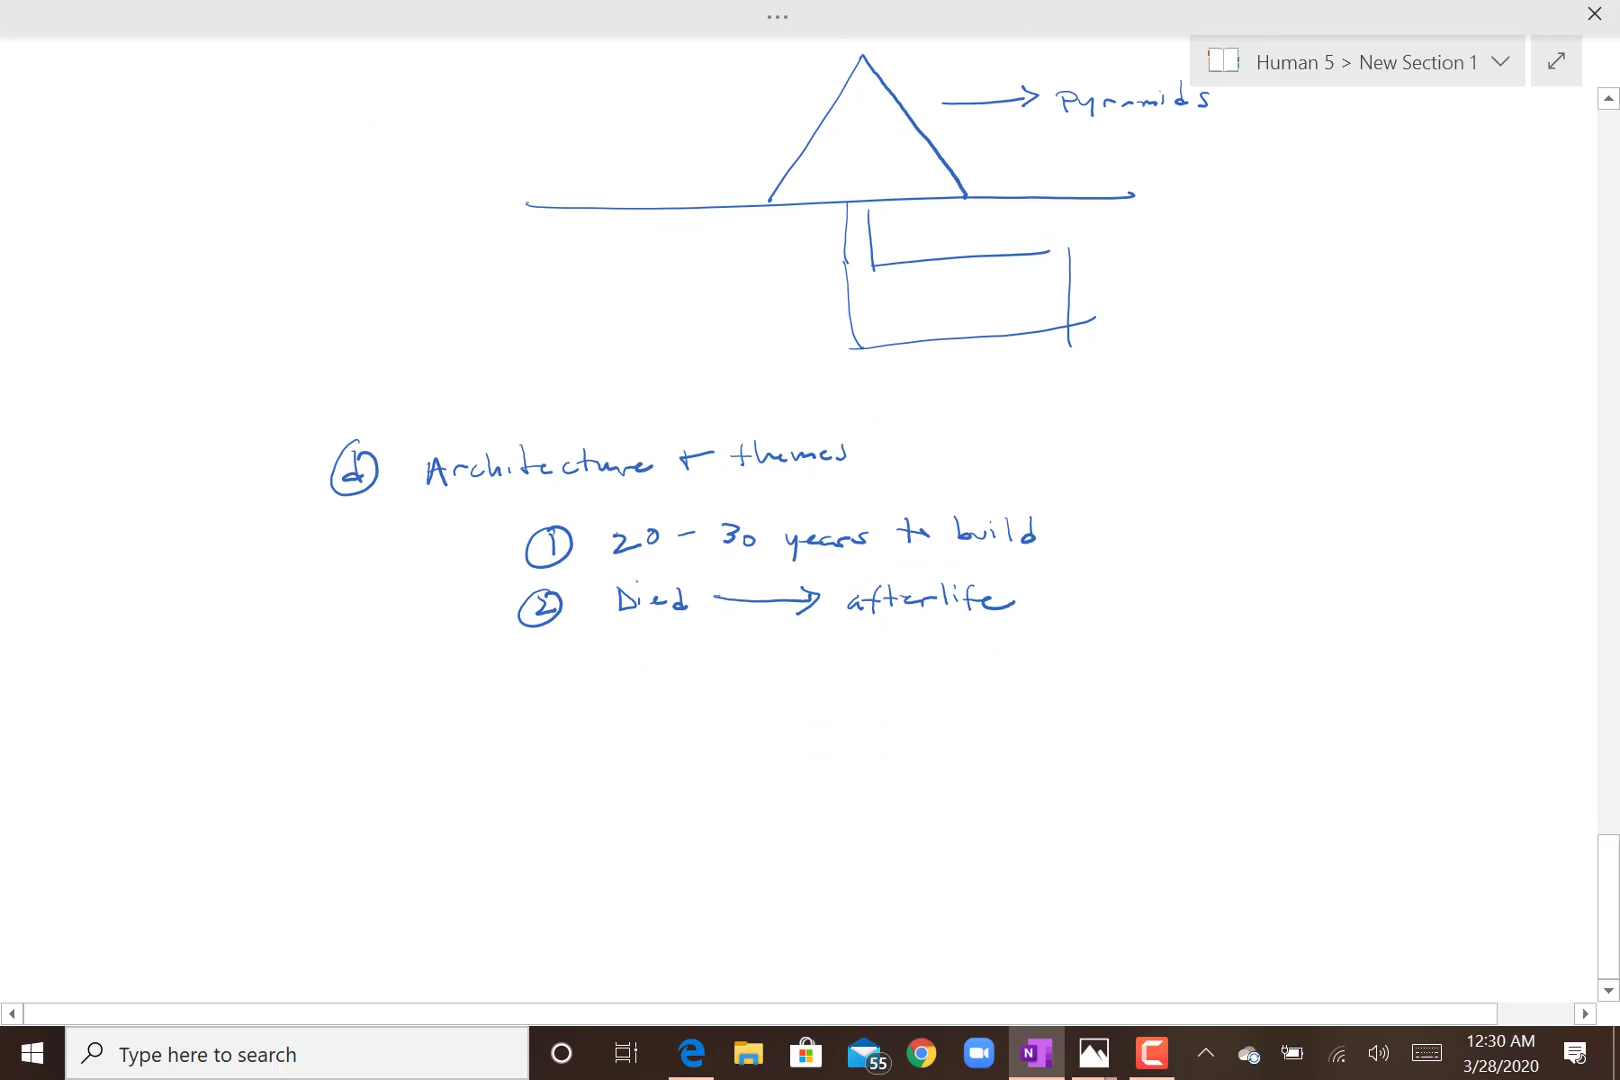 Human 5 > New Section 1
→ Pyramids
d Architecture + themes
1 20 - 30 years to build
2 Died → afterlife
Type here to search
55
12:30 AM
3/28/2020